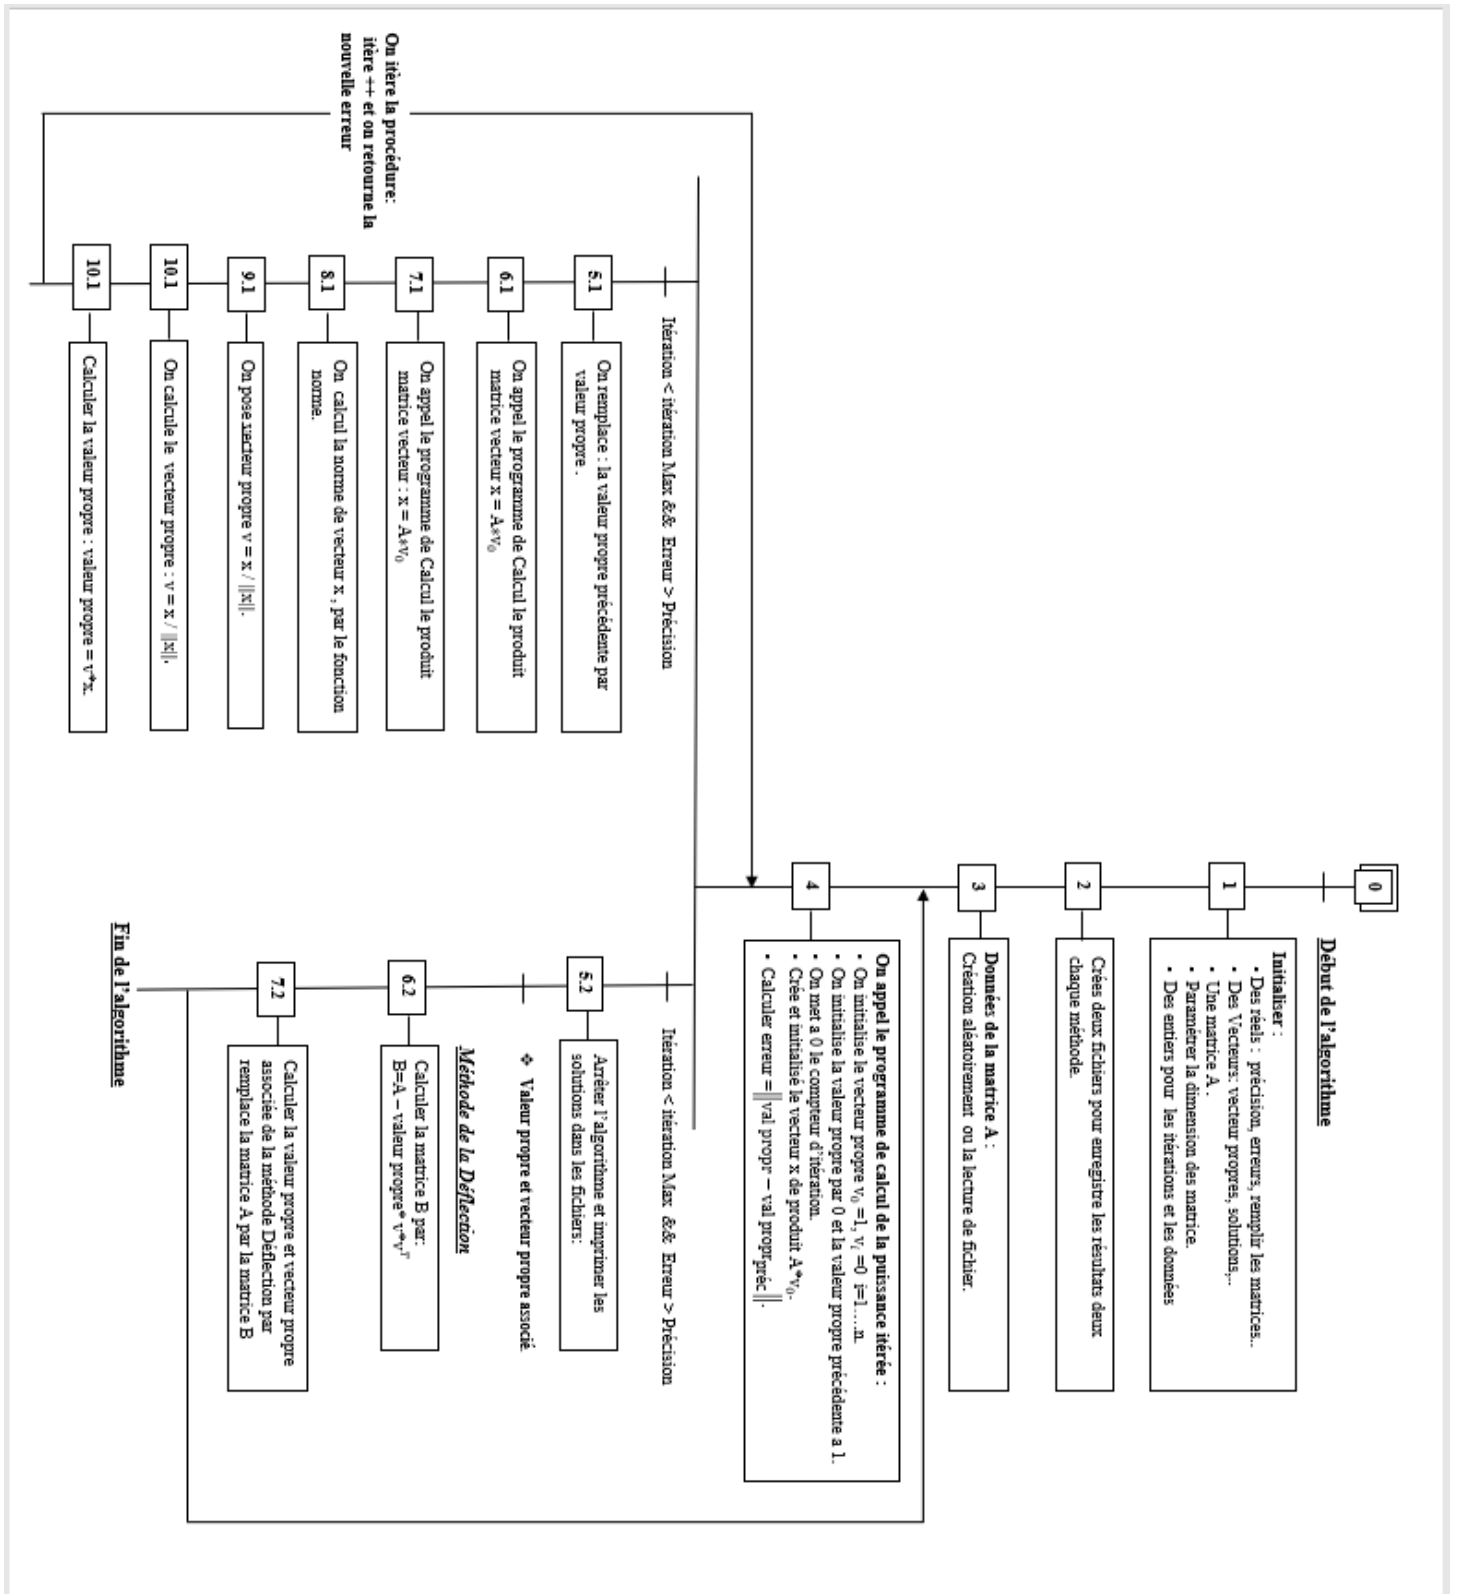 0
Début de l'algorithme
1
Initialiser :
• Des réels : précision, erreurs, remplir les matrices..
• Des Vecteurs: vecteur propres, solutions,..
• Une matrice A .
• Paramétrer la dimension des matrice.
• Des entiers pour les itérations et les données
2
Crées deux fichiers pour enregistre les résultats deux
chaque méthode.
3
Données de la matrice A :
Création aléatoirement ou la lecture de fichier.
4
On appel le programme de calcul de la puissance itérée :
• On initialise le vecteur propre v₀ =1, vᵢ =0 i=1….n.
• On initialise la valeur propre par 0 et la valeur propre précédente a 1.
• On met a 0 le compteur d'itération.
• Crée et initialisé le vecteur x de produit A*v₀.
• Calculer erreur =|| val propr – val proprpréc ||.
Itération < itération Max && Erreur > Précision
5.1
On remplace : la valeur propre précédente par
valeur propre .
6.1
On appel le programme de Calcul le produit
matrice vecteur x = A*v₀
7.1
On appel le programme de Calcul le produit
matrice vecteur : x = A*v₀
8.1
On calcul la norme de vecteur x , par le fonction
norme.
9.1
On pose vecteur propre v = x / ||x||.
10.1
On calcule le vecteur propre : v = x / ||x||.
10.1
Calculer la valeur propre : valeur propre = v*x.
On itère la procédure:
itère ++ et on retourne la
nouvelle erreur
Itération < itération Max && Erreur > Précision
5.2
Arrêter l'algorithme et imprimer les
solutions dans les fichiers:
❖ Valeur propre et vecteur propre associé
Méthode de la Déflection
6.2
Calculer la matrice B par:
B=A – valeur propre* v*vᵀ
7.2
Calculer la valeur propre et vecteur propre
associée de la méthode Déflection par
remplace la matrice A par la matrice B
Fin de l'algorithme